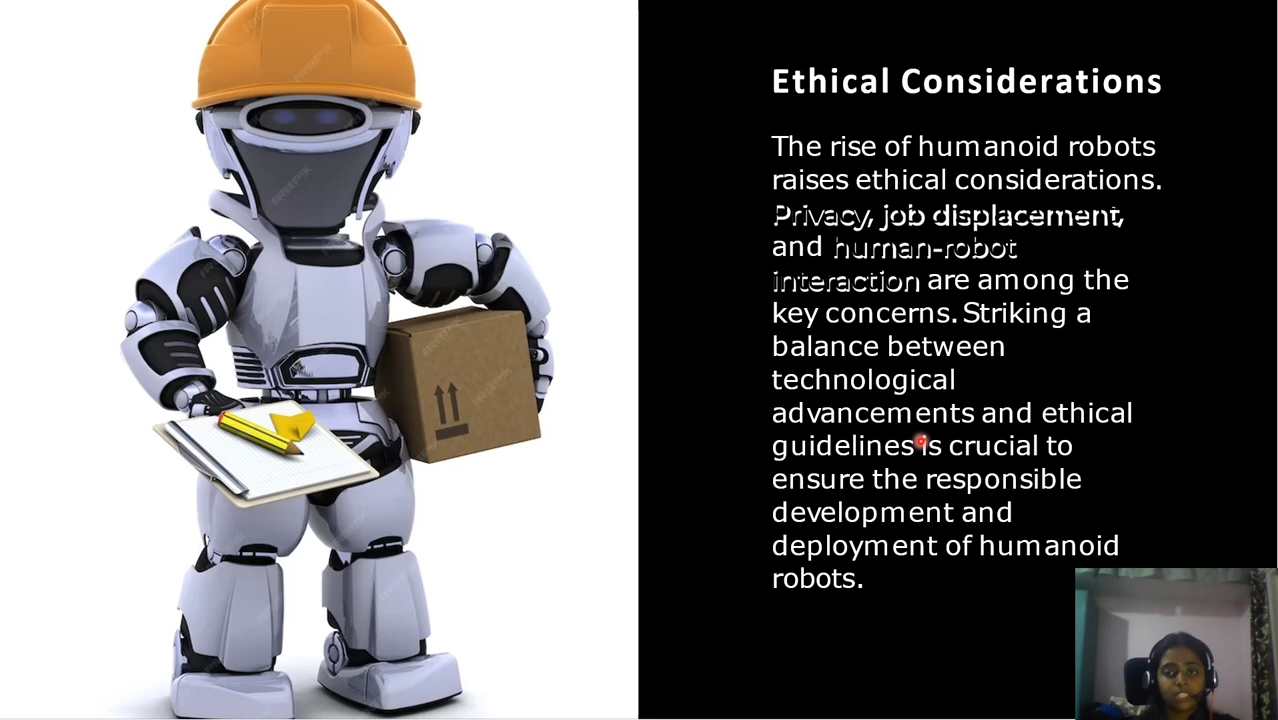 Ethical Considerations
The rise of humanoid robots
raises ethical considerations.
Privacy, job displacement,
and human-robot
interaction are among the
key concerns. Striking a
balance between
technological
advancements and ethical
guidelines is crucial to
ensure the responsible
development and
deployment of humanoid
robots.